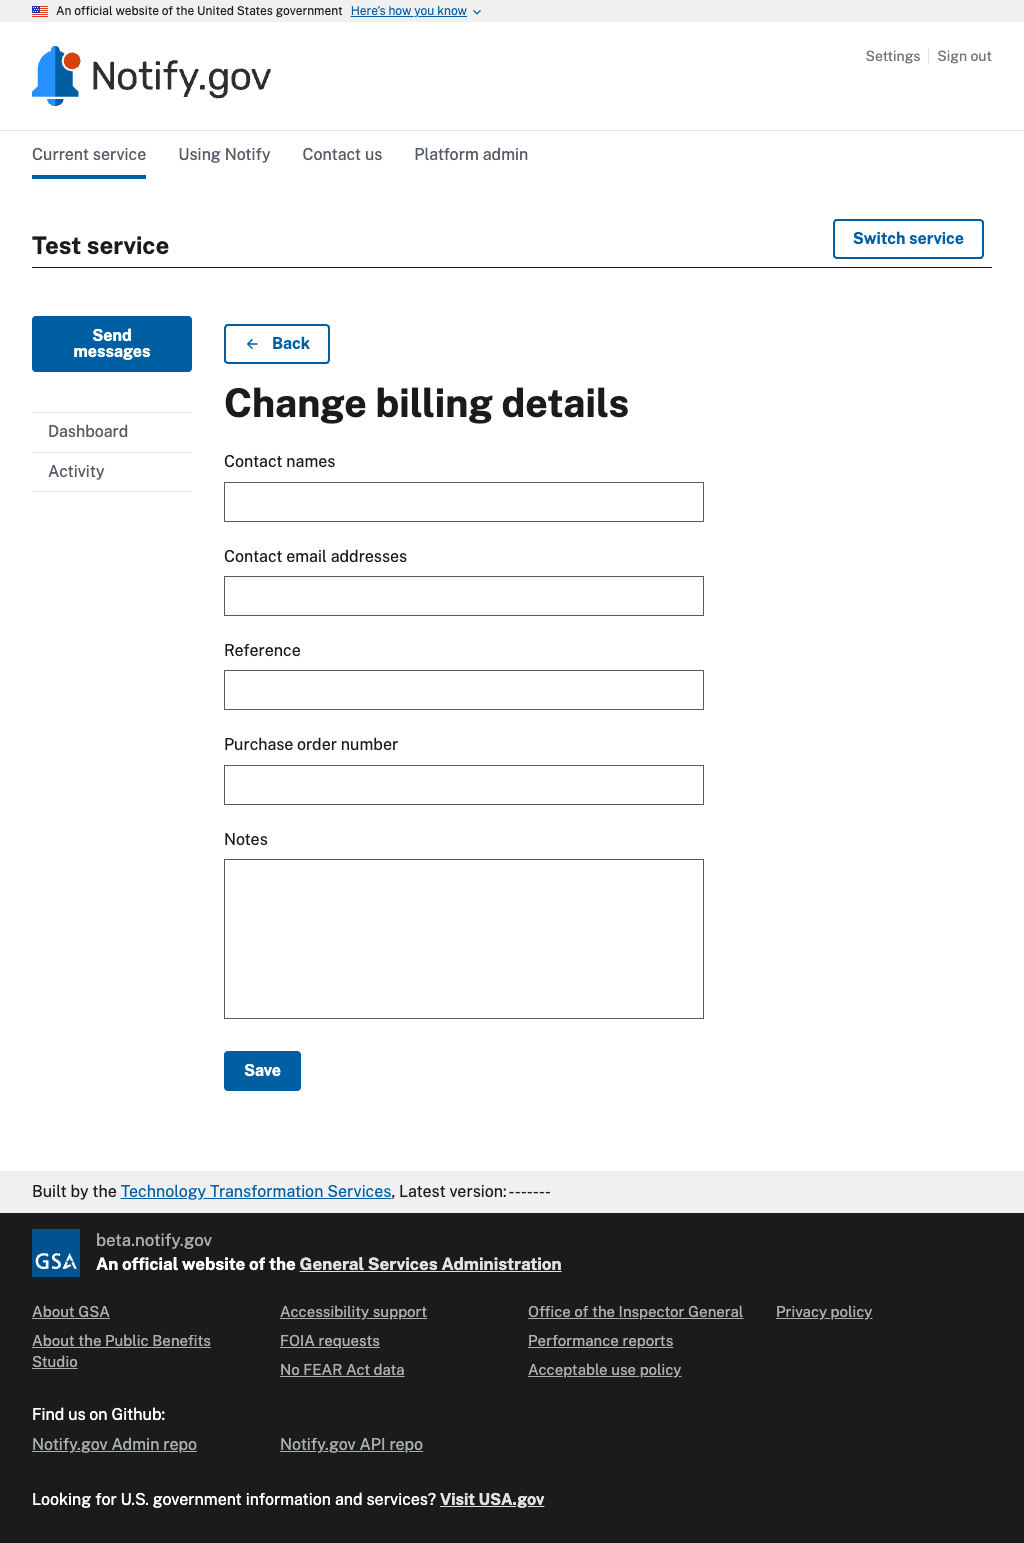 An official website of the United States government Here's how you know
Notify.gov
Settings Sign out
Current service Using Notify Contact us Platform admin
Test service
Switch service
Send
messages
Dashboard
Activity
Back
Change billing details
Contact names
Contact email addresses
Reference
Purchase order number
Notes
Save
Built by the Technology Transformation Services, Latest version: -------
GSA
beta.notify.gov
An official website of the General Services Administration
About GSA
About the Public Benefits
Studio
Accessibility support
FOIA requests
No FEAR Act data
Office of the Inspector General
Performance reports
Acceptable use policy
Privacy policy
Find us on Github:
Notify.gov Admin repo Notify.gov API repo
Looking for U.S. government information and services? Visit USA.gov